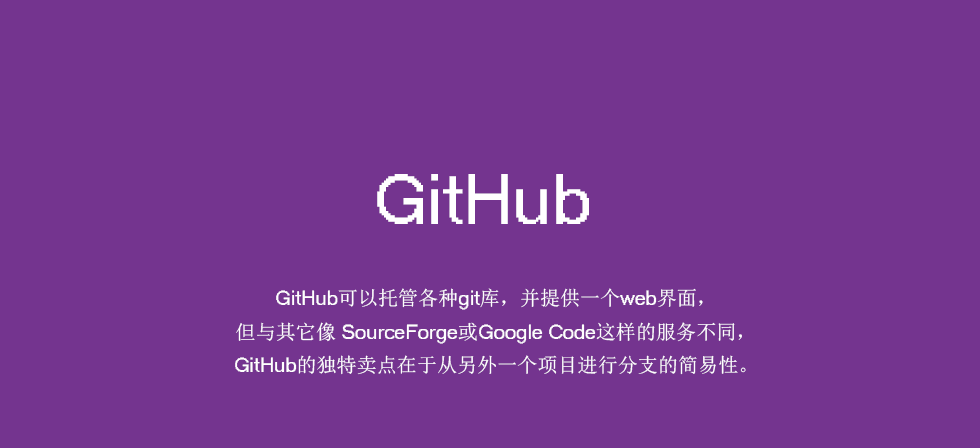 GitHub
GitHub可以托管各种git库，并提供一个web界面，
但与其它像 SourceForge或Google Code这样的服务不同，
GitHub的独特卖点在于从另外一个项目进行分支的简易性。